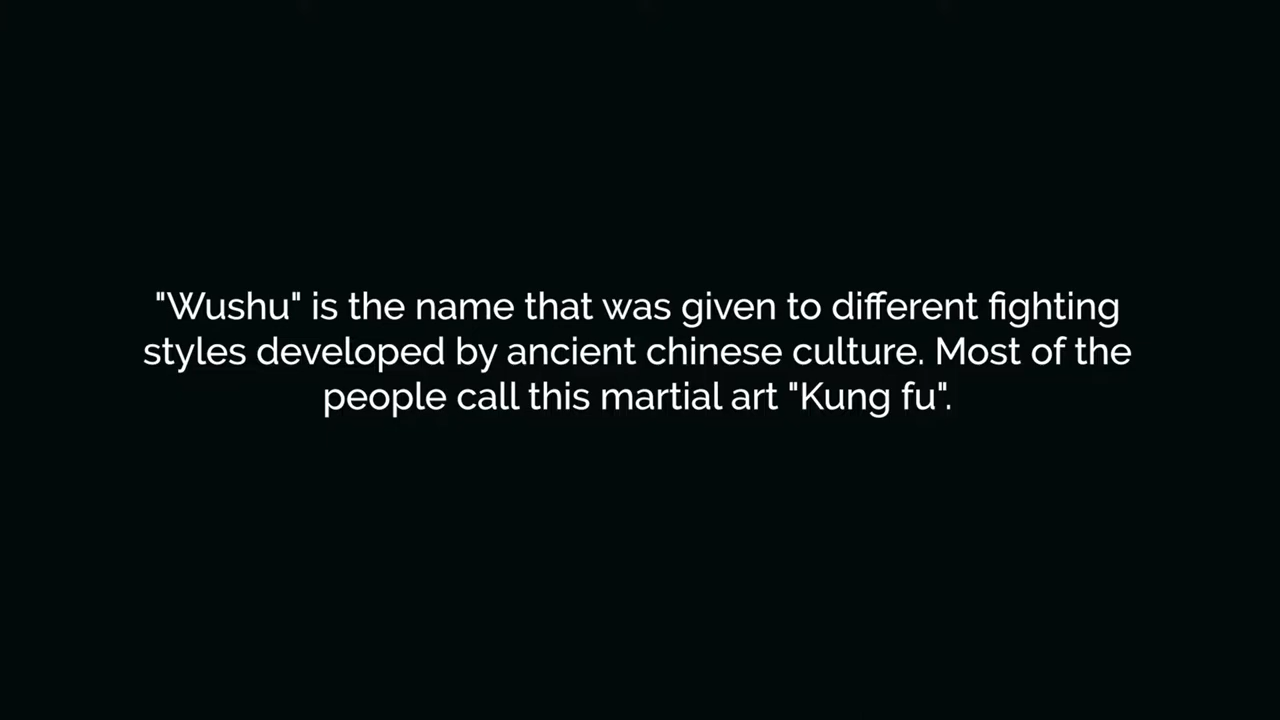 "Wushu" is the name that was given to different fighting
styles developed by ancient chinese culture. Most of the
people call this martial art "Kung fu".